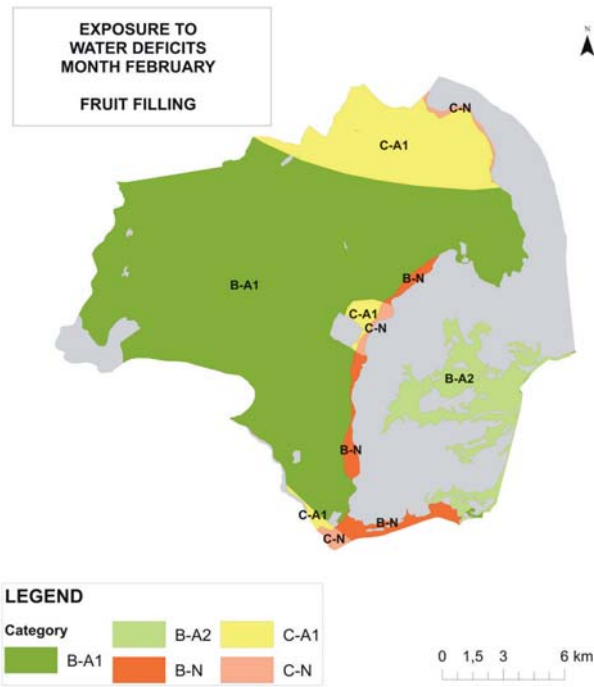 EXPOSURE TO
WATER DEFICITS
MONTH FEBRUARY
FRUIT FILLING
N
C-N
C-A1
B-A1
B-N
C-A1
C-N
B-A2
B-N
C-A1
B-N
C-N
LEGEND
Category
B-A1
B-A2
C-A1
B-N
C-N
0 1,5 3 6 km